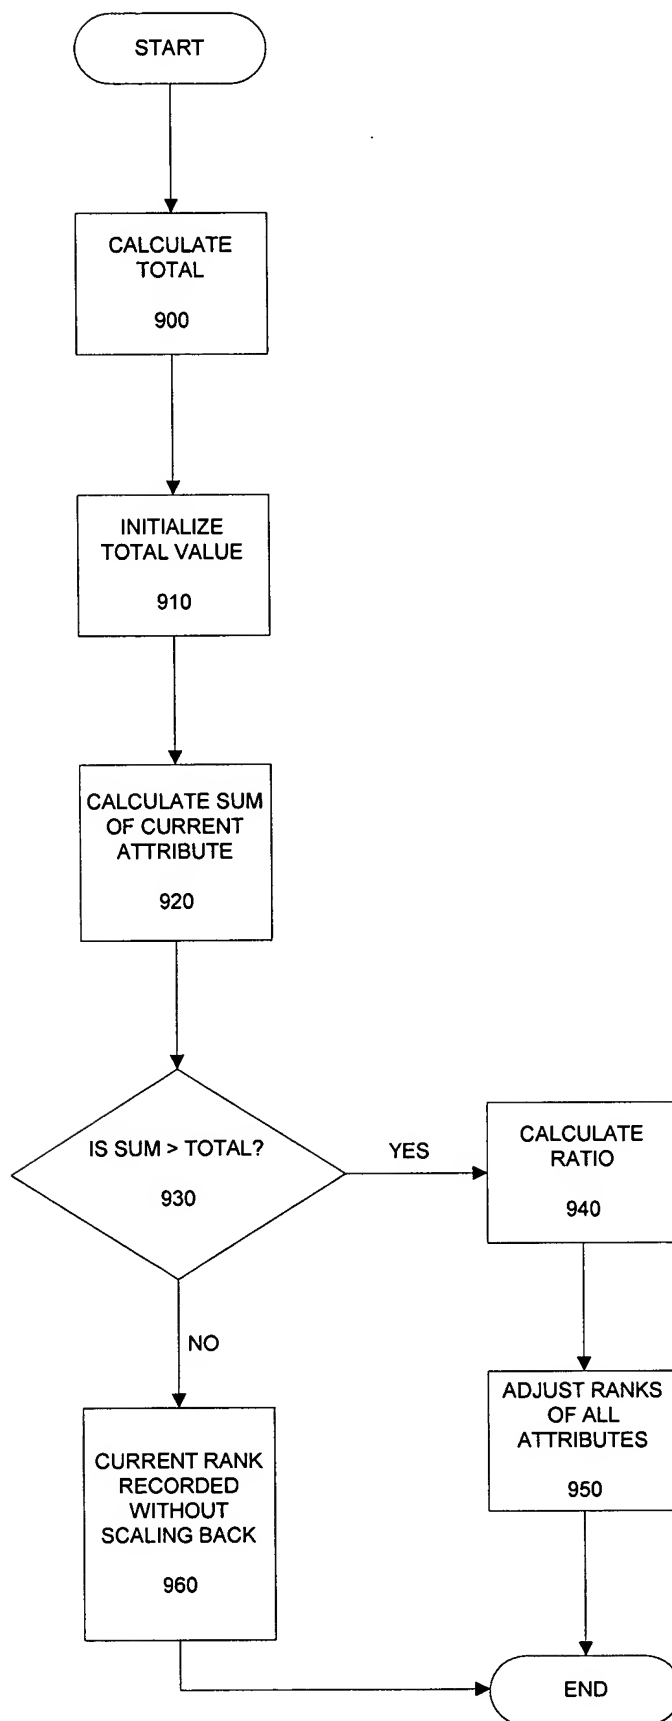 START
CALCULATE
TOTAL
900
INITIALIZE
TOTAL VALUE
910
CALCULATE SUM
OF CURRENT
ATTRIBUTE
920
IS SUM > TOTAL?
930
YES
CALCULATE
RATIO
940
NO
ADJUST RANKS
OF ALL
ATTRIBUTES
950
CURRENT RANK
RECORDED
WITHOUT
SCALING BACK
960
END